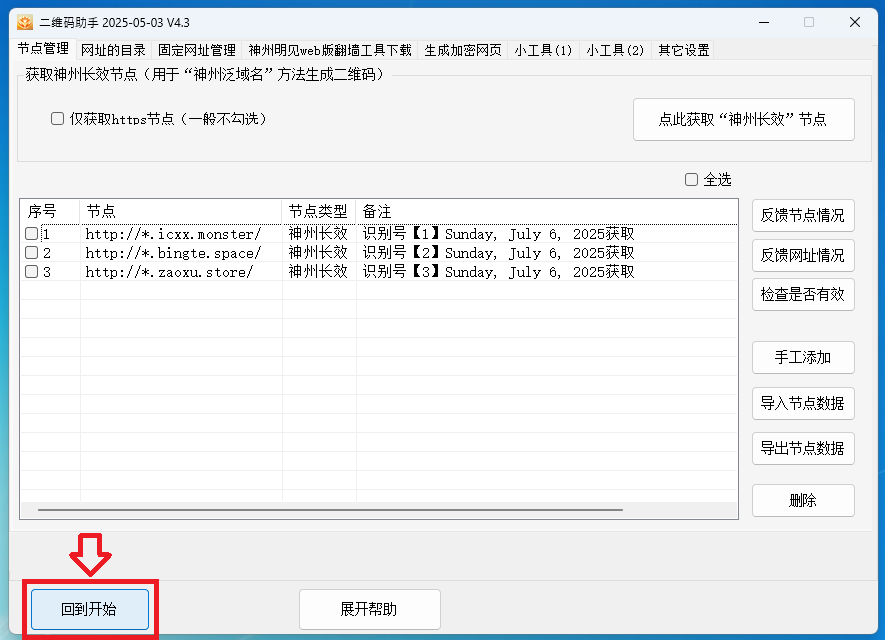 二维码助手 2025-05-03 V4.3
节点管理 网址的目录 固定网址管理 神州明见web版翻墙工具下载 生成加密网页 小工具(1) 小工具(2) 其它设置
获取神州长效节点(用于“神州泛域名”方法生成二维码)
仅获取https节点(一般不勾选)
点此获取“神州长效”节点
全选
序号 节点 节点类型 备注
1 http://*.icxx.monster/ 神州长效 识别号【1】Sunday, July 6, 2025获取
2 http://*.bingte.space/ 神州长效 识别号【2】Sunday, July 6, 2025获取
3 http://*.zaoxu.store/ 神州长效 识别号【3】Sunday, July 6, 2025获取
反馈节点情况
反馈网址情况
检查是否有效
手工添加
导入节点数据
导出节点数据
删除
回到开始
展开帮助